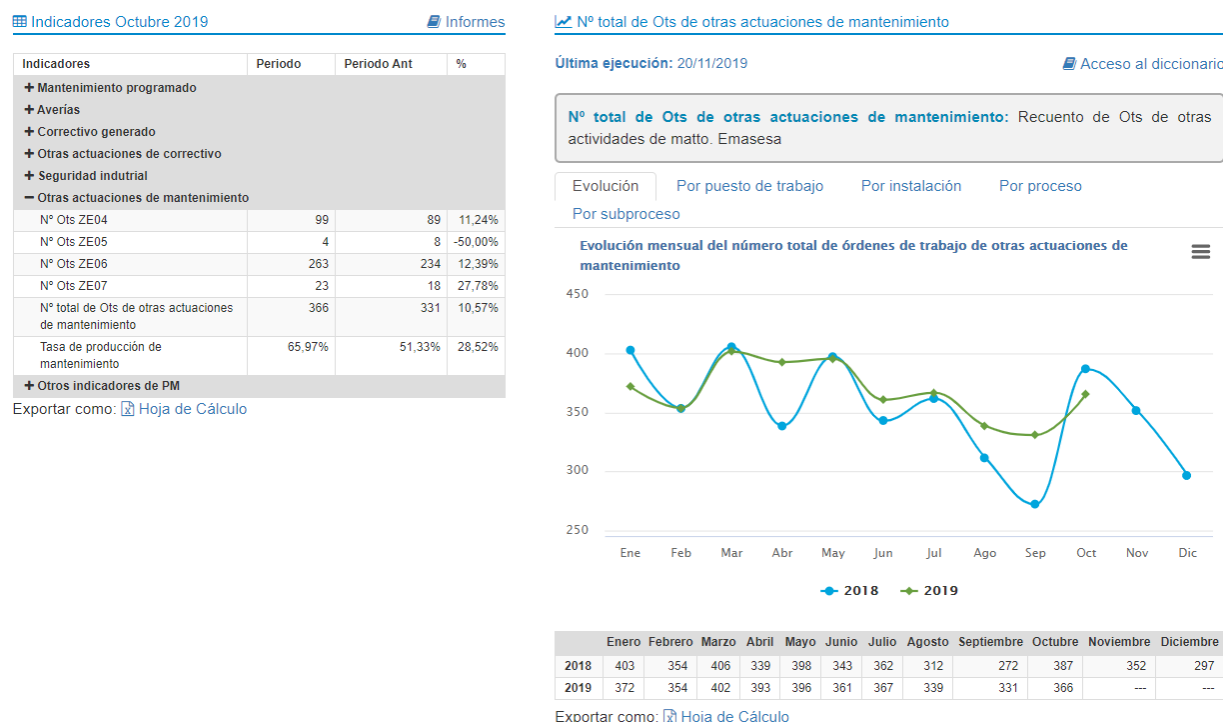 Indicadores Octubre 2019
Informes
Indicadores Periodo Periodo Ant %
Mantenimiento programado
Averías
Correctivo generado
Otras actuaciones de correctivo
Seguridad indutrial
Otras actuaciones de mantenimiento
Nº Ots ZE04 99 89 11,24%
Nº Ots ZE05 4 8 -50,00%
Nº Ots ZE06 263 234 12,39%
Nº Ots ZE07 23 18 27,78%
Nº total de Ots de otras actuaciones 366 331 10,57%
de mantenimiento
Tasa de producción de 65,97% 51,33% 28,52%
mantenimiento
Otros indicadores de PM
Exportar como: Hoja de Cálculo
Nº total de Ots de otras actuaciones de mantenimiento
Última ejecución: 20/11/2019
Acceso al diccionario
Nº total de Ots de otras actuaciones de mantenimiento: Recuento de Ots de otras
actividades de matto. Emasesa
Evolución Por puesto de trabajo Por instalación Por proceso
Por subproceso
Evolución mensual del número total de órdenes de trabajo de otras actuaciones de
mantenimiento
450
400
350
300
250
Ene Feb Mar Abr May Jun Jul Ago Sep Oct Nov Dic
2018 2019
Enero Febrero Marzo Abril Mayo Junio Julio Agosto Septiembre Octubre Noviembre Diciembre
2018 403 354 406 339 398 343 362 312 272 387 352 297
2019 372 354 402 393 396 361 367 339 331 366 --- ---
Exportar como: Hoja de Cálculo